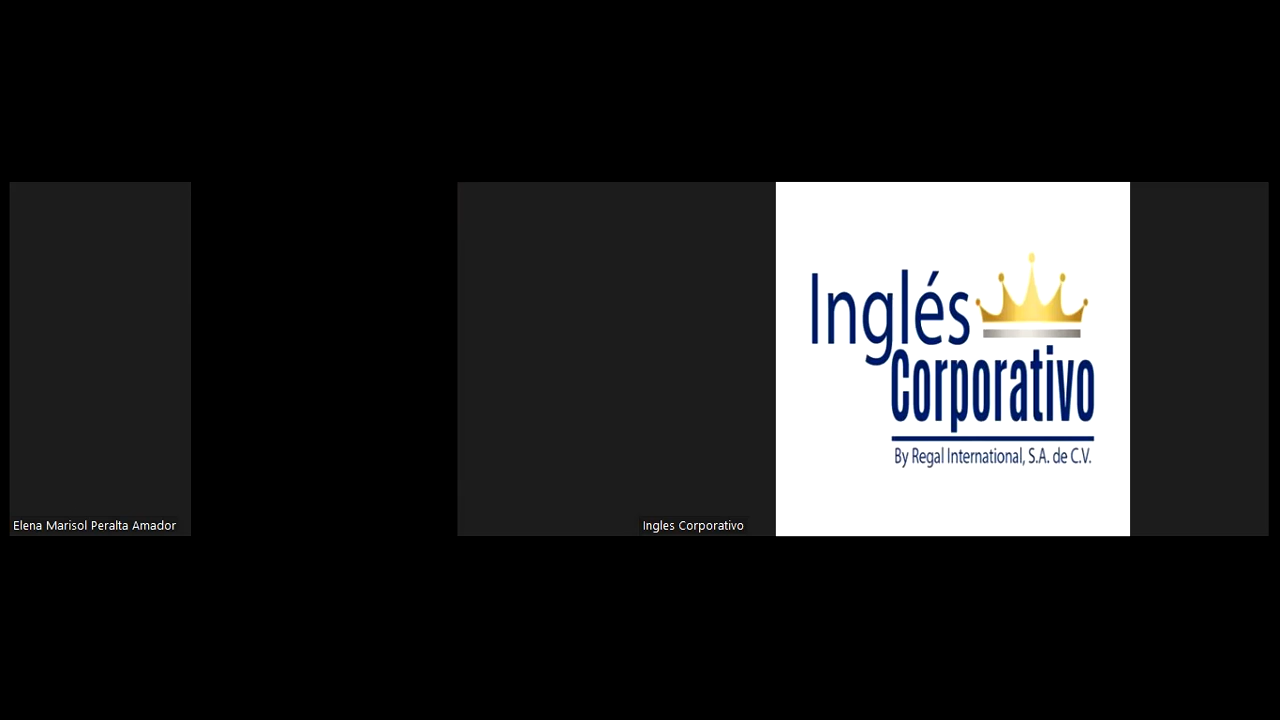 Inglés
Corporativo
By Regal International, S.A. de C.V.
Elena Marisol Peralta Amador
Ingles Corporativo